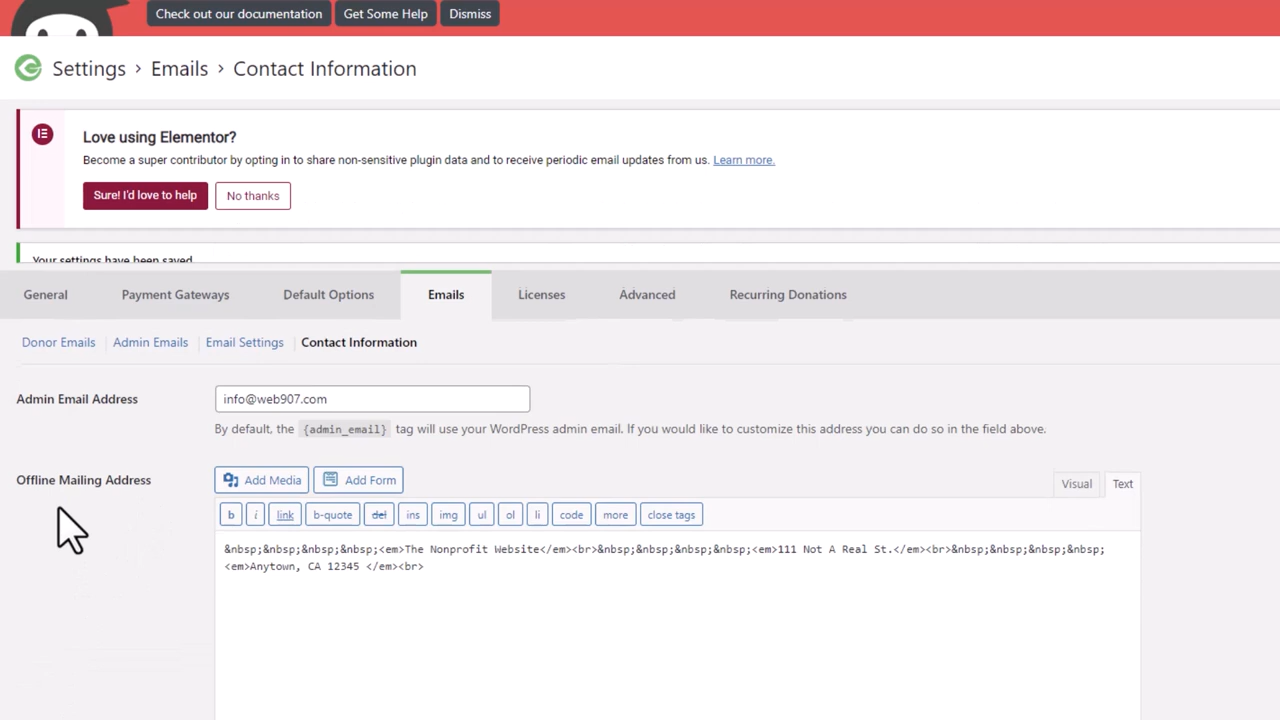 Check out our documentation Get Some Help Dismiss
Settings › Emails › Contact Information
Love using Elementor?
Become a super contributor by opting in to share non-sensitive plugin data and to receive periodic email updates from us. Learn more.
Sure! I'd love to help No thanks
Your settings have been saved
General Payment Gateways Default Options Emails Licenses Advanced Recurring Donations
Donor Emails Admin Emails Email Settings Contact Information
Admin Email Address info@web907.com
By default, the {admin_email} tag will use your WordPress admin email. If you would like to customize this address you can do so in the field above.
Offline Mailing Address Add Media Add Form Visual Text
b i link b-quote del ins img ul ol li code more close tags
&nbsp;&nbsp;&nbsp;&nbsp;<em>The Nonprofit Website</em><br>&nbsp;&nbsp;&nbsp;&nbsp;<em>111 Not A Real St.</em><br>&nbsp;&nbsp;&nbsp;&nbsp;
<em>Anytown, CA 12345 </em><br>